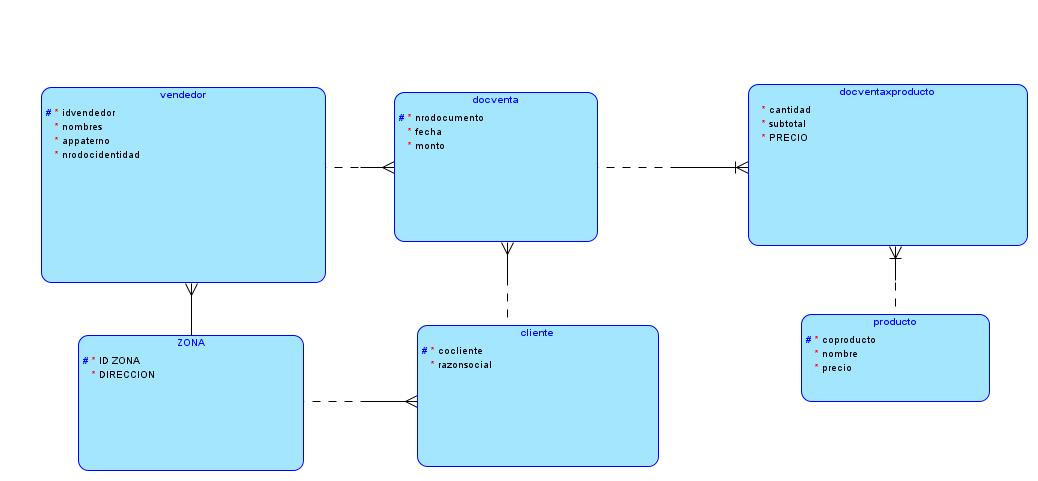 vendedor
# * idvendedor
* nombres
* appaterno
* nrodocidentidad
docventa
# * nrodocumento
* fecha
* monto
docventaxproducto
* cantidad
* subtotal
* PRECIO
ZONA
# * ID ZONA
* DIRECCION
cliente
# * cocliente
* razonsocial
producto
# * coproducto
* nombre
* precio